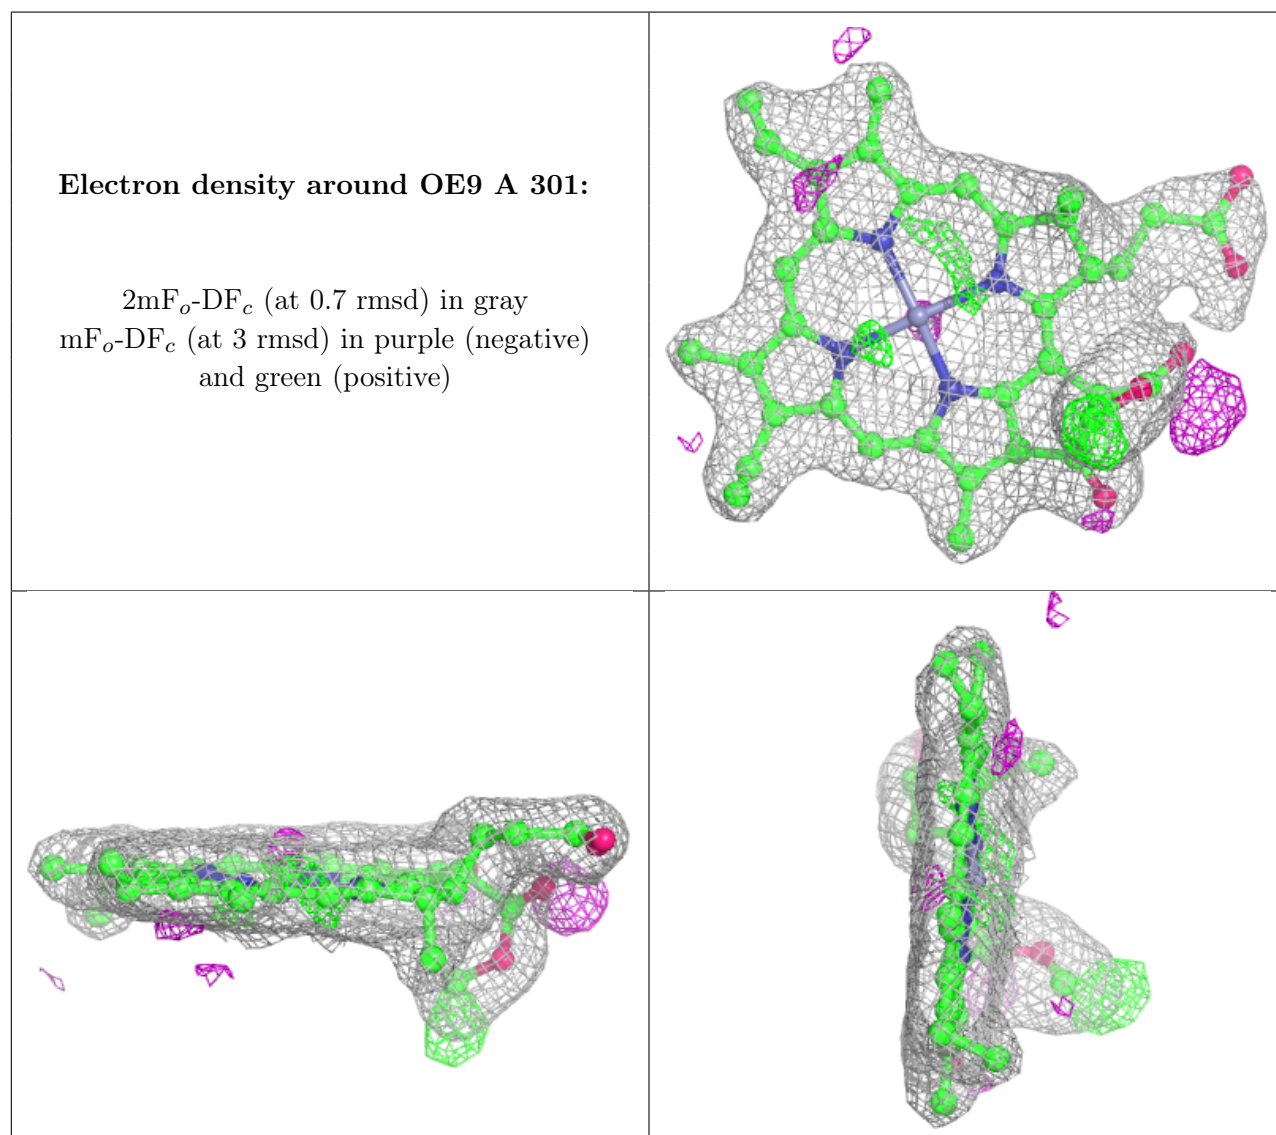 Electron density around OE9 A 301:
2mFₒ-DF𝒸 (at 0.7 rmsd) in gray
mFₒ-DF𝒸 (at 3 rmsd) in purple (negative)
and green (positive)